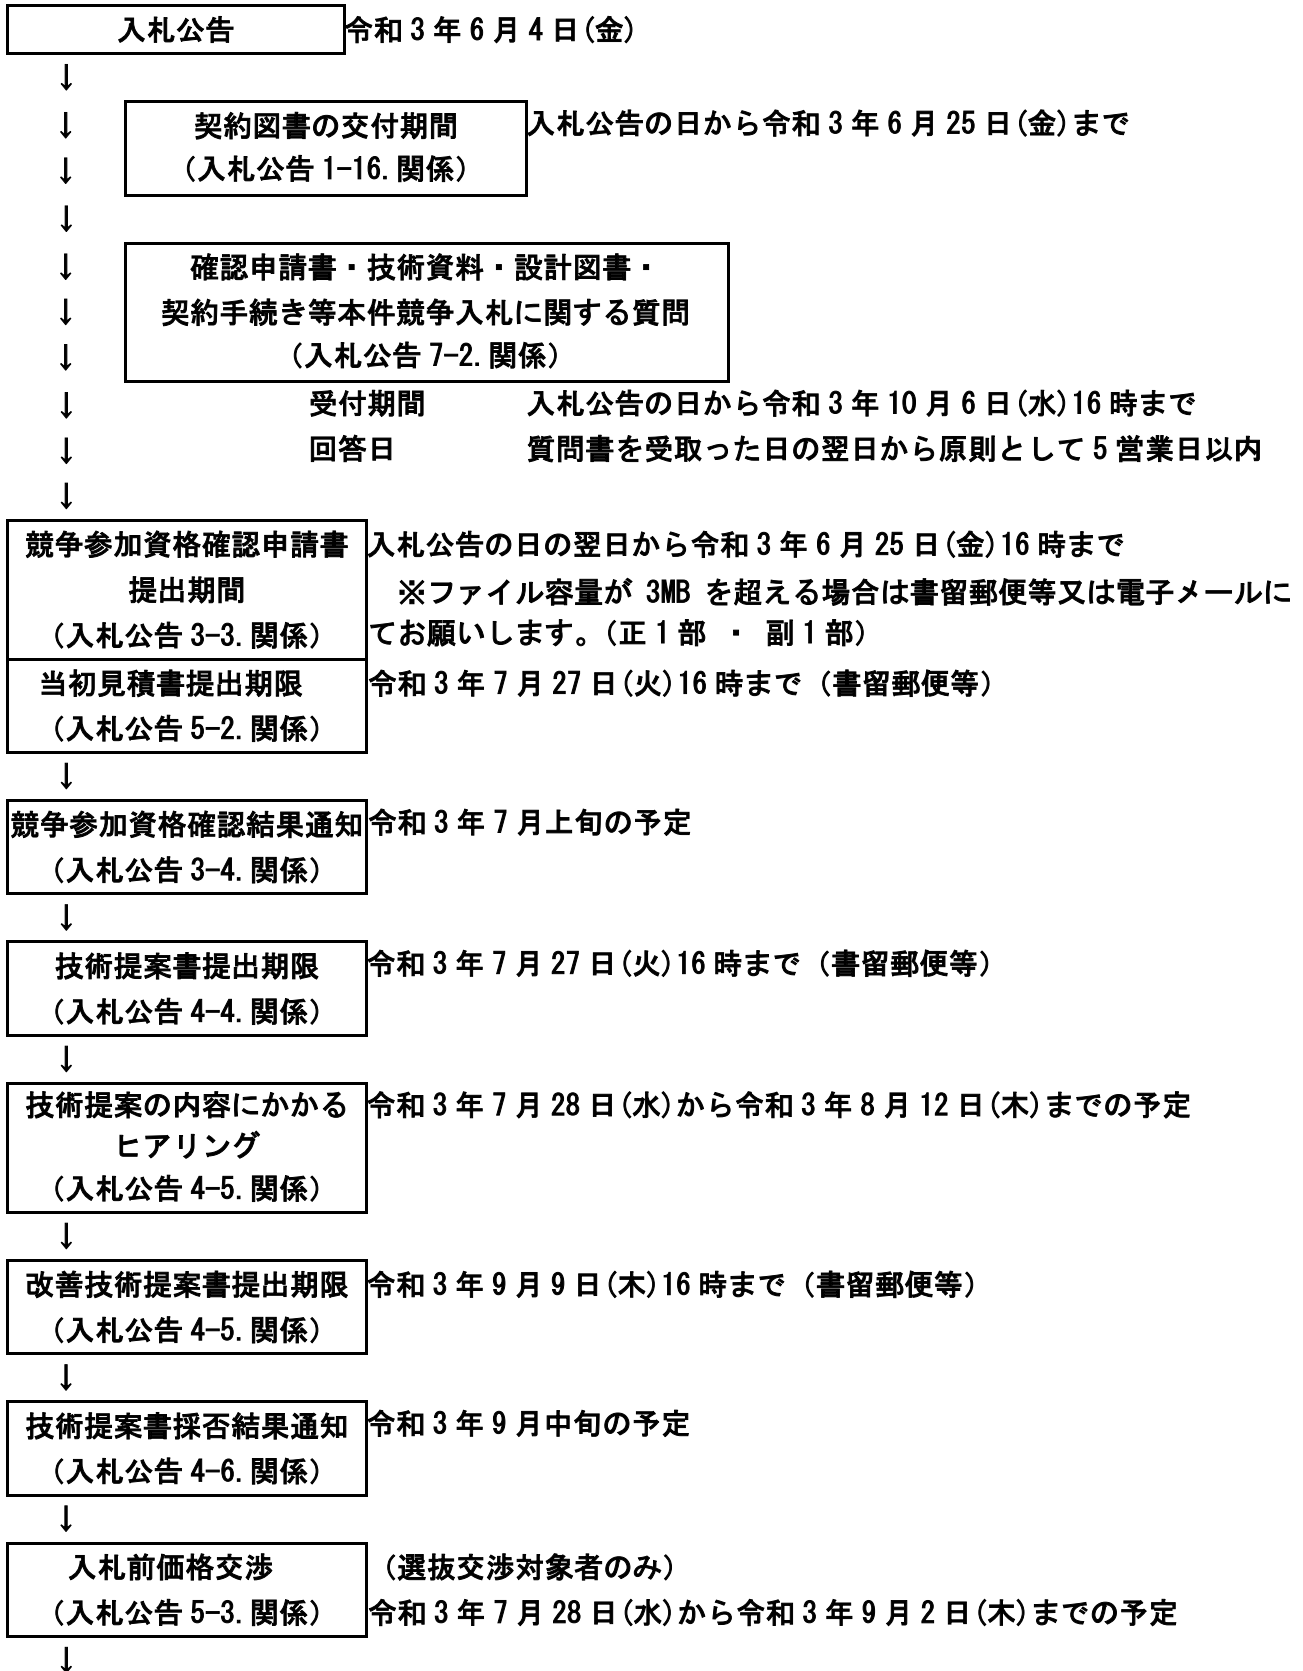 入札公告 令和3年6月4日(金)
↓
↓ 契約図書の交付期間 入札公告の日から令和3年6月25日(金)まで
↓ （入札公告1-16.関係）
↓
↓ 確認申請書・技術資料・設計図書・
↓ 契約手続き等本件競争入札に関する質問
↓ （入札公告7-2.関係）
↓ 受付期間 入札公告の日から令和3年10月6日(水)16時まで
↓ 回答日 質問書を受取った日の翌日から原則として5営業日以内
↓
競争参加資格確認申請書 入札公告の日の翌日から令和3年6月25日(金)16時まで
提出期間 ※ファイル容量が 3MB を超える場合は書留郵便等又は電子メールに
（入札公告3-3.関係） てお願いします。（正1部 ・ 副1部）
当初見積書提出期限 令和3年7月27日(火)16時まで（書留郵便等）
（入札公告5-2.関係）
↓
競争参加資格確認結果通知 令和3年7月上旬の予定
（入札公告3-4.関係）
↓
技術提案書提出期限 令和3年7月27日(火)16時まで（書留郵便等）
（入札公告4-4.関係）
↓
技術提案の内容にかかる 令和3年7月28日(水)から令和3年8月12日(木)までの予定
ヒアリング
（入札公告4-5.関係）
↓
改善技術提案書提出期限 令和3年9月9日(木)16時まで（書留郵便等）
（入札公告4-5.関係）
↓
技術提案書採否結果通知 令和3年9月中旬の予定
（入札公告4-6.関係）
↓
入札前価格交渉 （選抜交渉対象者のみ）
（入札公告5-3.関係） 令和3年7月28日(水)から令和3年9月2日(木)までの予定
↓